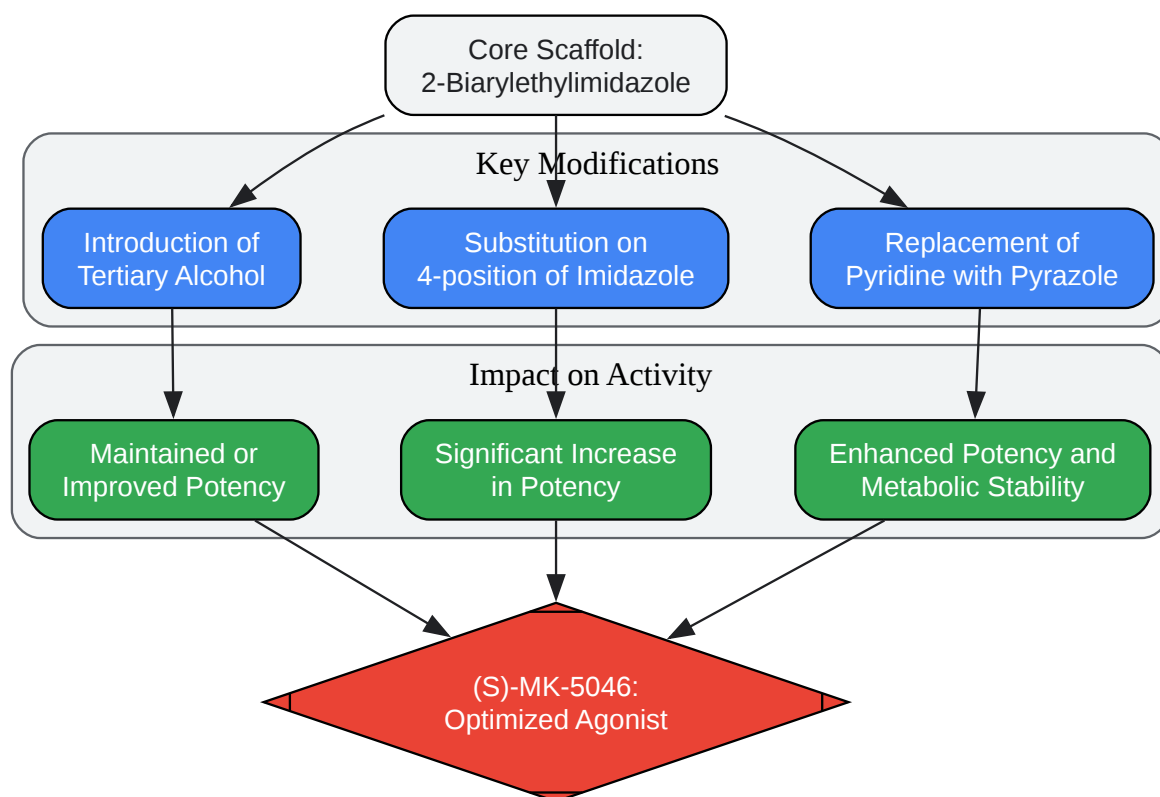 Core Scaffold:
2-Biarylethylimidazole
Key Modifications
Introduction of
Tertiary Alcohol
Substitution on
4-position of Imidazole
Replacement of
Pyridine with Pyrazole
Impact on Activity
Maintained or
Improved Potency
Significant Increase
in Potency
Enhanced Potency and
Metabolic Stability
(S)-MK-5046:
Optimized Agonist